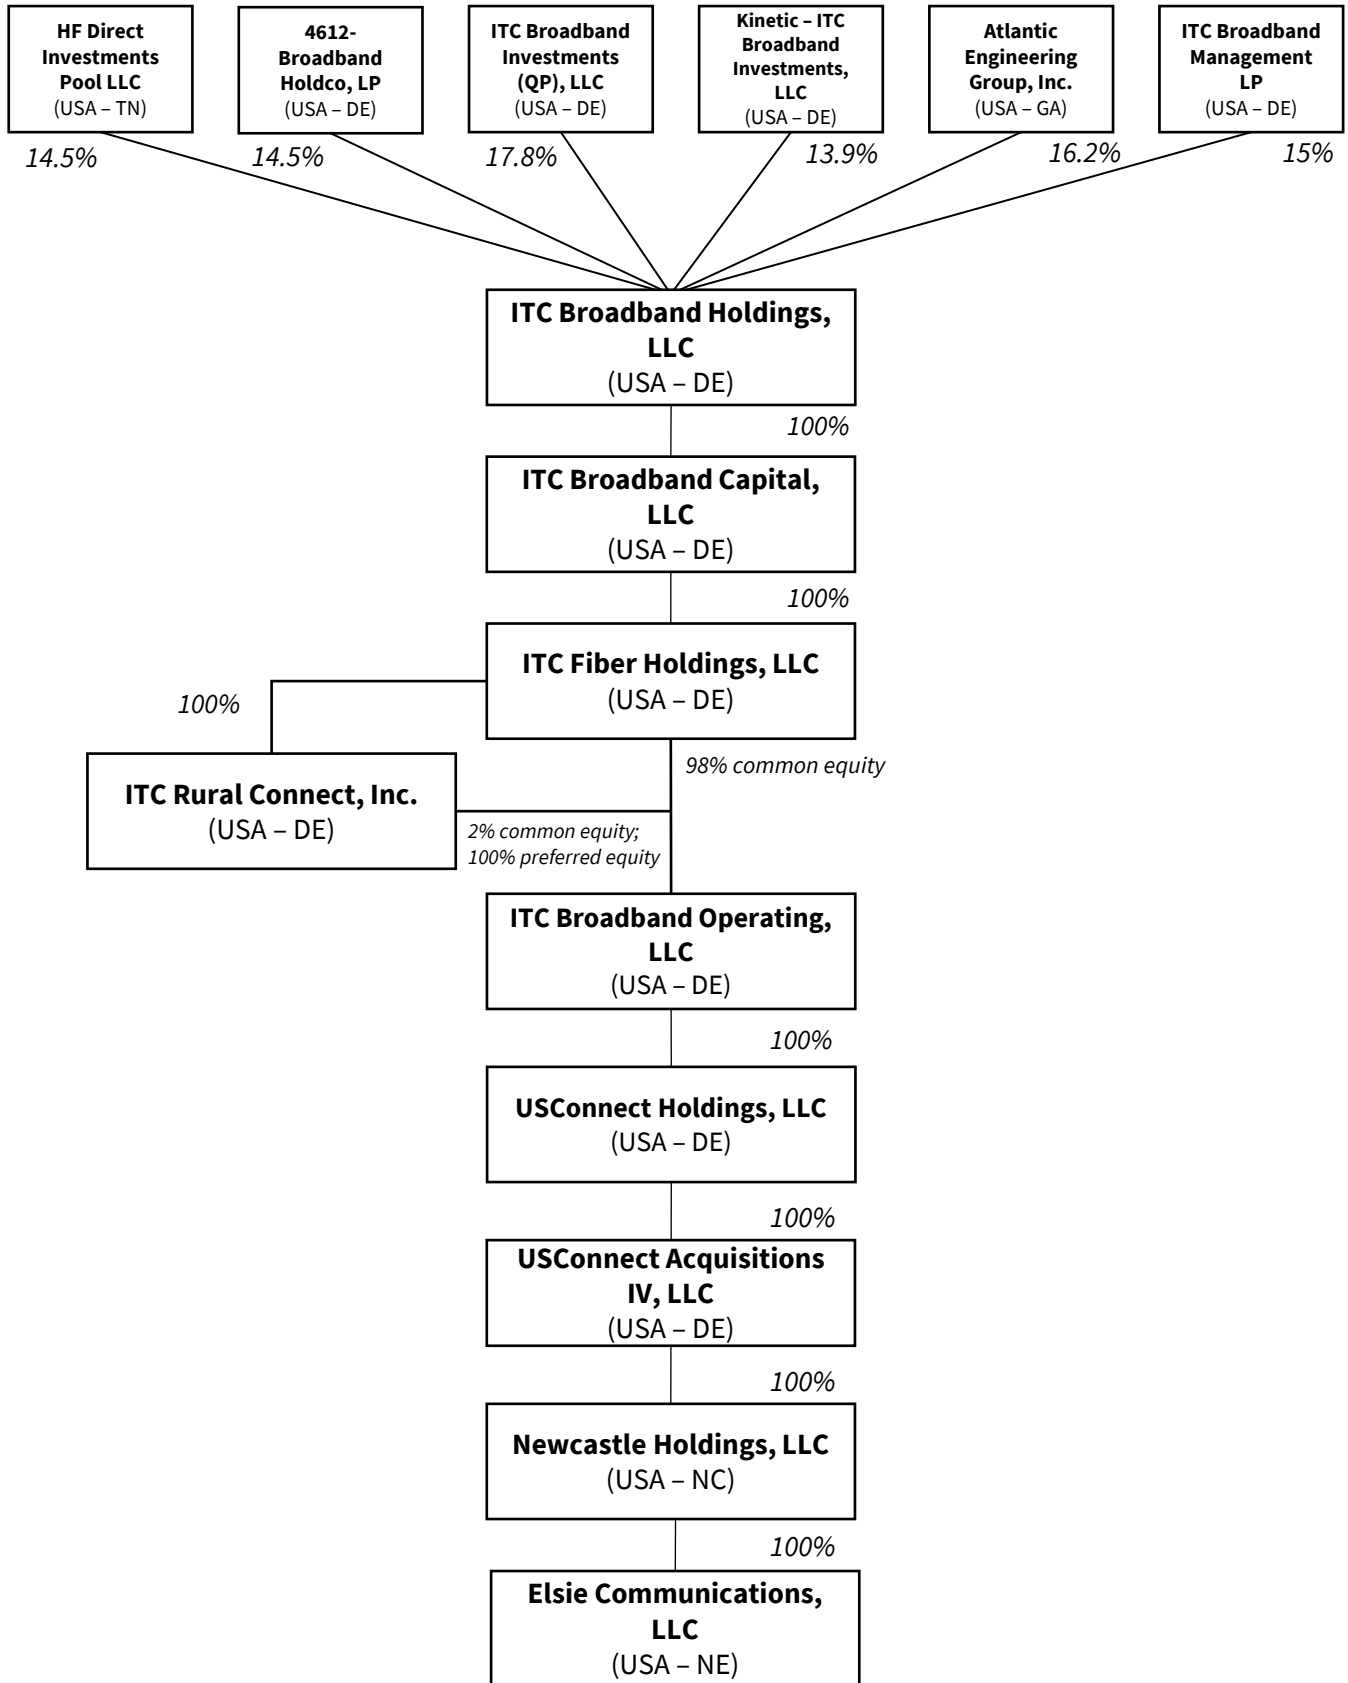 HF Direct
Investments
Pool LLC
(USA – TN)
4612-
Broadband
Holdco, LP
(USA – DE)
ITC Broadband
Investments
(QP), LLC
(USA – DE)
Kinetic – ITC
Broadband
Investments,
LLC
(USA – DE)
Atlantic
Engineering
Group, Inc.
(USA – GA)
ITC Broadband
Management
LP
(USA – DE)
14.5%
14.5%
17.8%
13.9%
16.2%
15%
ITC Broadband Holdings,
LLC
(USA – DE)
100%
ITC Broadband Capital,
LLC
(USA – DE)
100%
ITC Fiber Holdings, LLC
(USA – DE)
100%
98% common equity
ITC Rural Connect, Inc.
(USA – DE)
2% common equity;
100% preferred equity
ITC Broadband Operating,
LLC
(USA – DE)
100%
USConnect Holdings, LLC
(USA – DE)
100%
USConnect Acquisitions
IV, LLC
(USA – DE)
100%
Newcastle Holdings, LLC
(USA – NC)
100%
Elsie Communications,
LLC
(USA – NE)